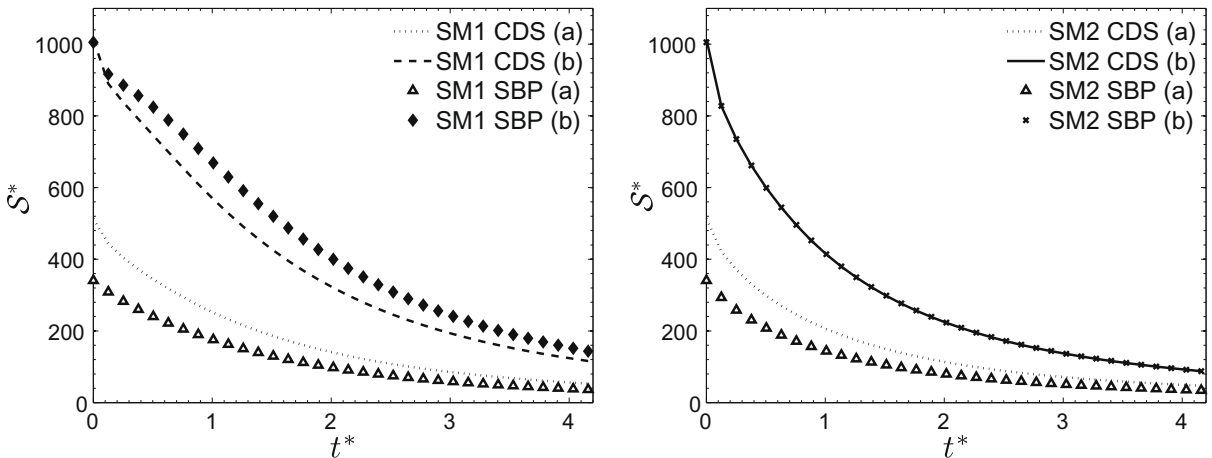 SM1 CDS (a)
SM1 CDS (b)
SM1 SBP (a)
SM1 SBP (b)
1000
800
600
400
200
0
0 1 2 3 4
S*
t*
SM2 CDS (a)
SM2 CDS (b)
SM2 SBP (a)
SM2 SBP (b)
1000
800
600
400
200
0
0 1 2 3 4
S*
t*